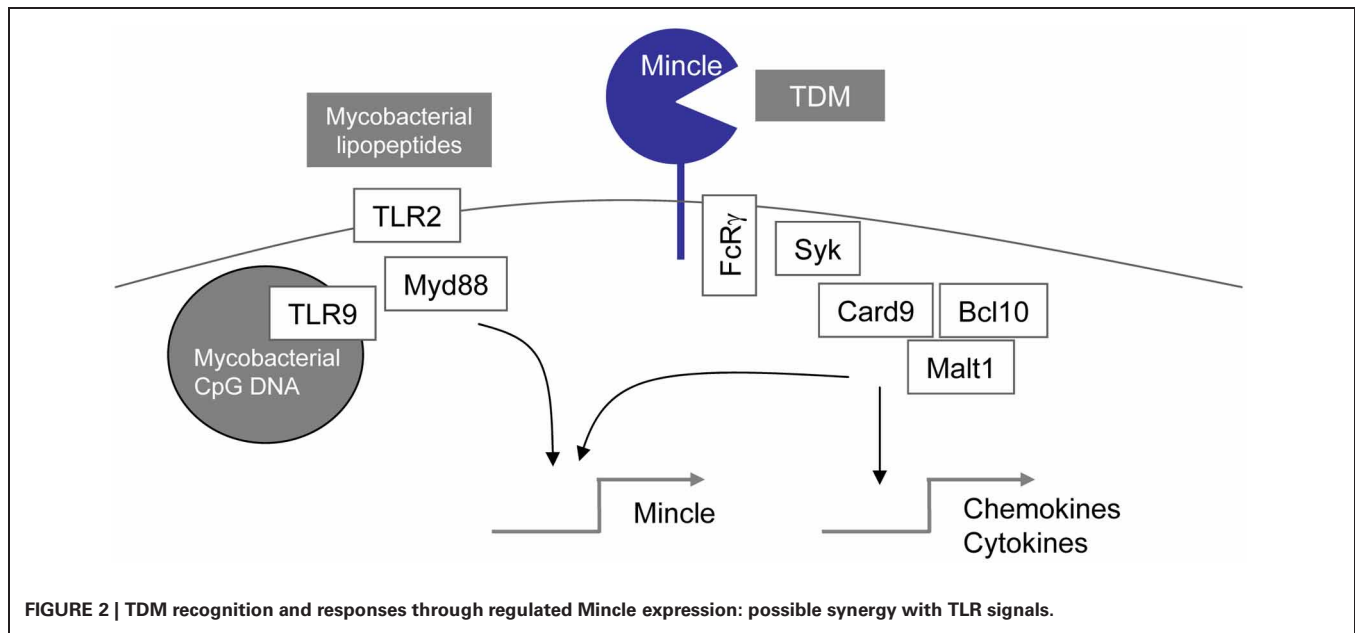 Mincle
TDM
Mycobacterial
lipopeptides
TLR2
FcRγ
Syk
Myd88
TLR9
Card9
Bcl10
Mycobacterial
CpG DNA
Malt1
Mincle
Chemokines
Cytokines
FIGURE 2 | TDM recognition and responses through regulated Mincle expression: possible synergy with TLR signals.